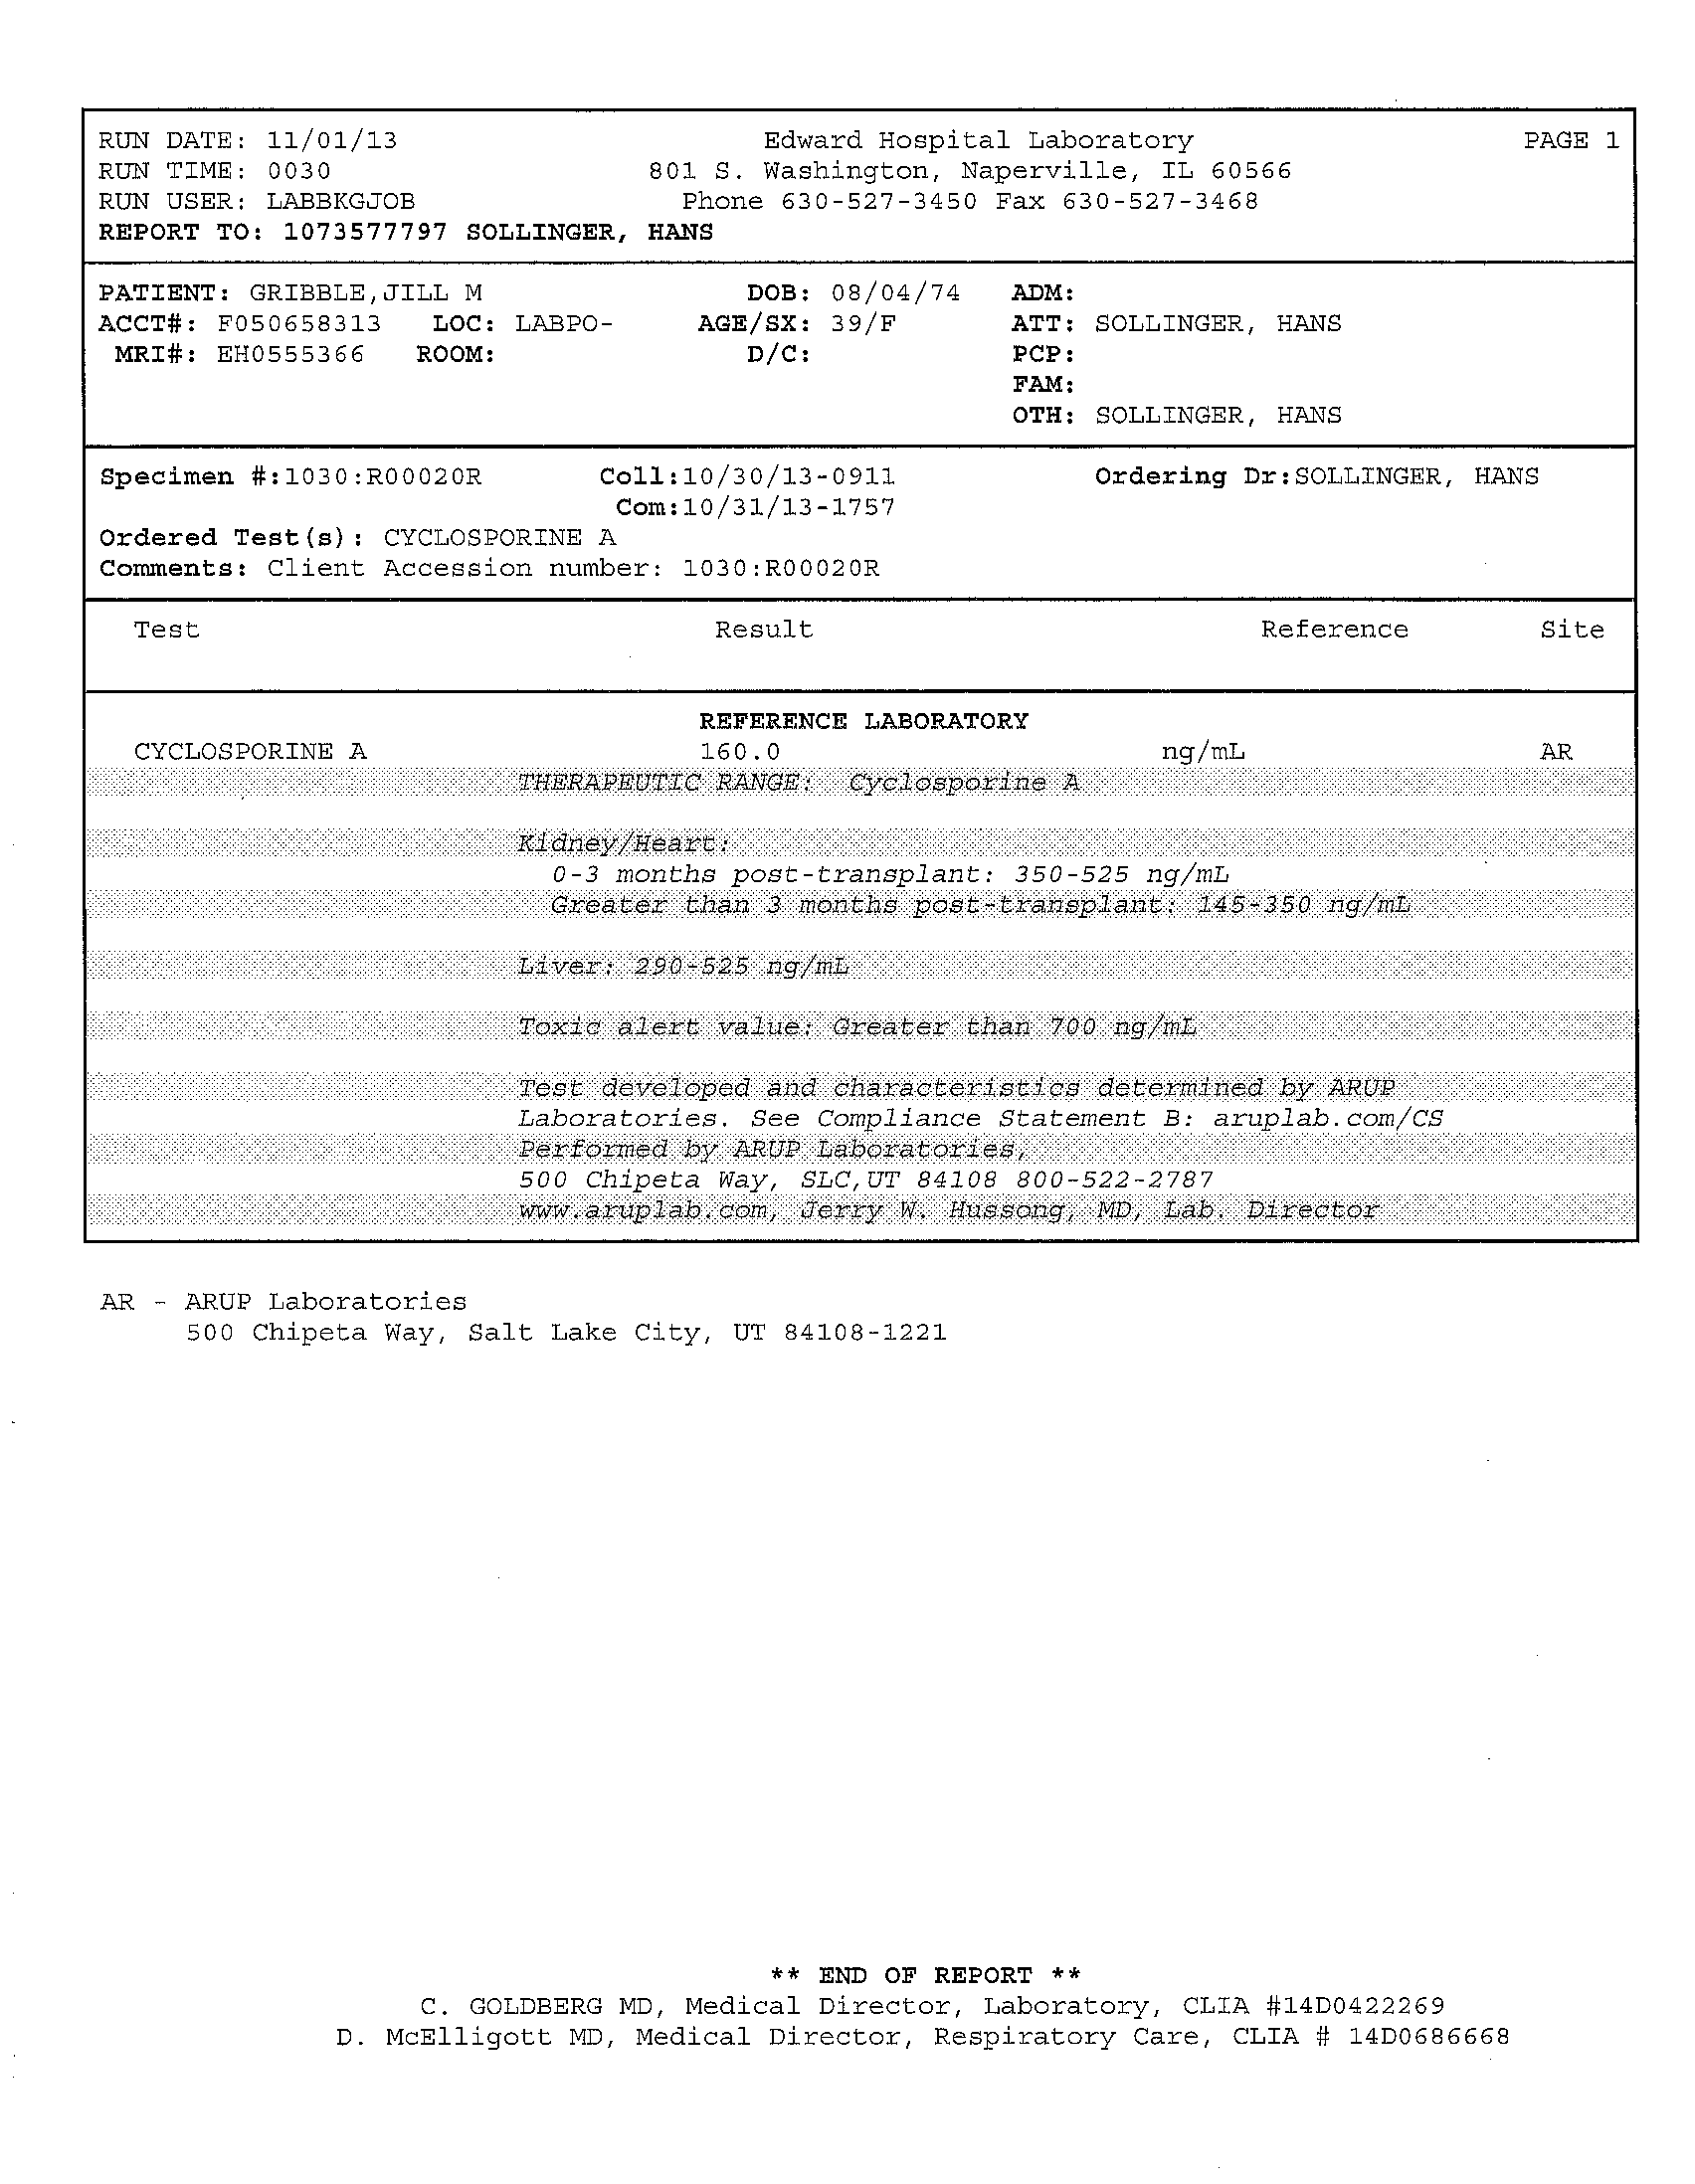 RUN DATE: 11/01/13 Edward Hospital Laboratory PAGE 1
RUN TIME: 0030 801 S. Washington, Naperville, IL 60566
RUN USER: LABBKGJOB Phone 630-527-3450 Fax 630-527-3468
REPORT TO: 1073577797 SOLLINGER, HANS
PATIENT: GRIBBLE,JILL M DOB: 08/04/74 ADM:
ACCT#: F050658313 LOC: LABPO- AGE/SX: 39/F ATT: SOLLINGER, HANS
MRI#: EH0555366 ROOM: D/C: PCP:
FAM:
OTH: SOLLINGER, HANS
Specimen #:1030:R00020R Coll:10/30/13-0911 Ordering Dr:SOLLINGER, HANS
Com:10/31/13-1757
Ordered Test(s): CYCLOSPORINE A
Comments: Client Accession number: 1030:R00020R
Test Result Reference Site
REFERENCE LABORATORY
CYCLOSPORINE A 160.0 ng/mL AR
THERAPEUTIC RANGE: Cyclosporine A
Kidney/Heart:
0-3 months post-transplant: 350-525 ng/mL
Greater than 3 months post-transplant: 145-350 ng/mL
Liver: 290-525 ng/mL
Toxic alert value: Greater than 700 ng/mL
Test developed and characteristics determined by ARUP
Laboratories. See Compliance Statement B: aruplab.com/CS
Performed by ARUP Laboratories,
500 Chipeta Way, SLC,UT 84108 800-522-2787
www.aruplab.com, Jerry W. Hussong, MD, Lab. Director
AR - ARUP Laboratories
500 Chipeta Way, Salt Lake City, UT 84108-1221
** END OF REPORT **
C. GOLDBERG MD, Medical Director, Laboratory, CLIA #14D0422269
D. McElligott MD, Medical Director, Respiratory Care, CLIA # 14D0686668